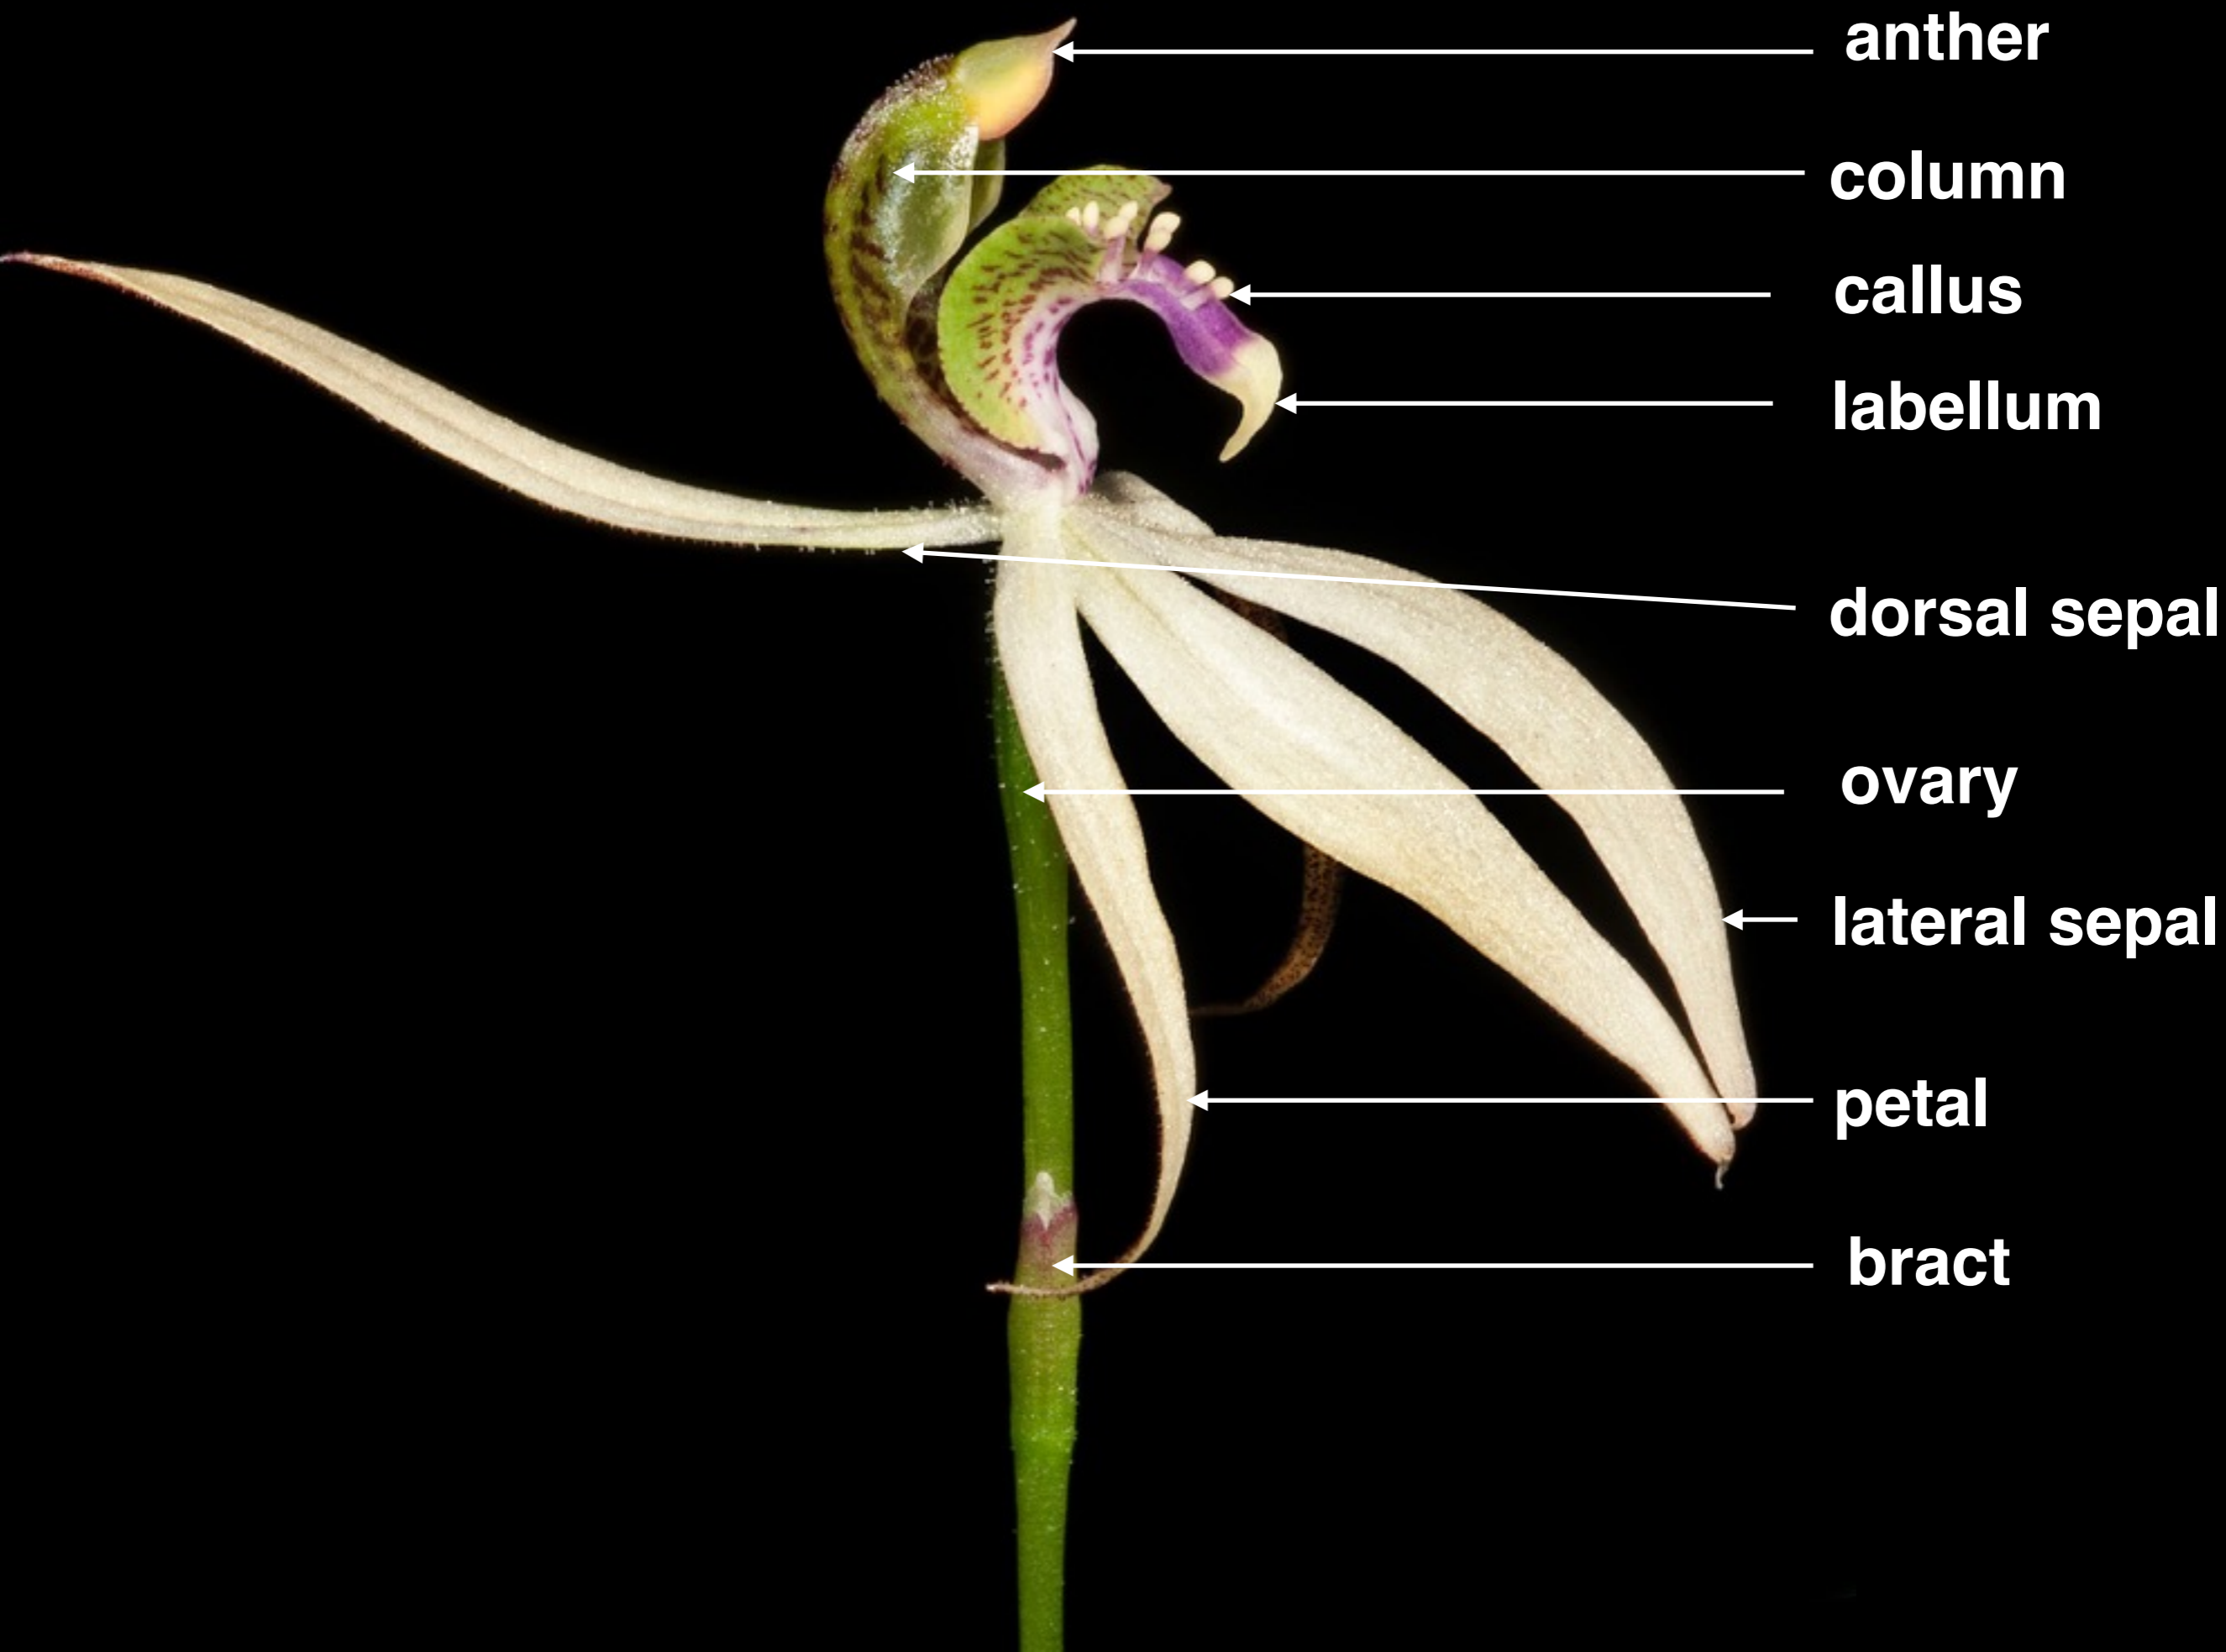 anther
column
callus
labellum
dorsal sepal
ovary
lateral sepal
petal
bract